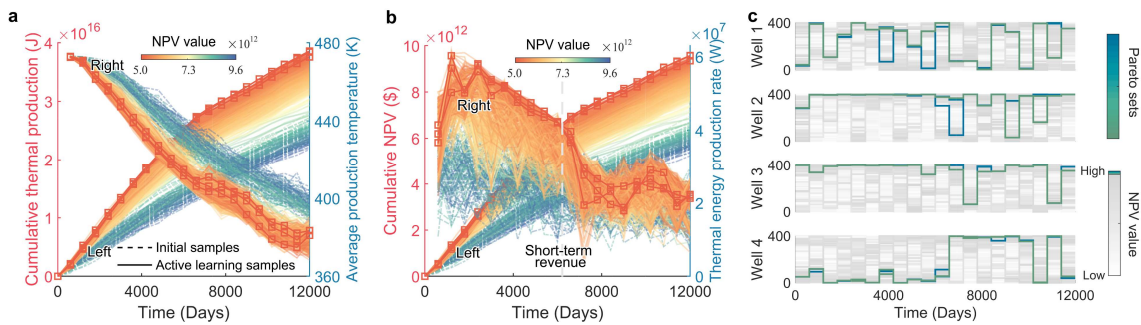 a
Cumulative thermal production (J)
×10^16
4
3
2
1
0
NPV value
×10^12
5.0 7.3 9.6
Right
Left
Initial samples
Active learning samples
480
440
400
360
Average production temperature (K)
0 4000 8000 12000
Time (Days)
b
Cumulative NPV ($)
×10^12
10
8
6
4
2
0
NPV value
×10^12
5.0 7.3 9.6
Right
Left
Short-term
revenue
×10^7
6
4
2
0
Thermal energy production rate (W)
0 4000 8000 12000
Time (Days)
c
Well 1
400
0
Well 2
400
0
Well 3
400
0
Well 4
400
0
0 4000 8000 12000
Time (Days)
Pareto sets
High
Low
NPV value